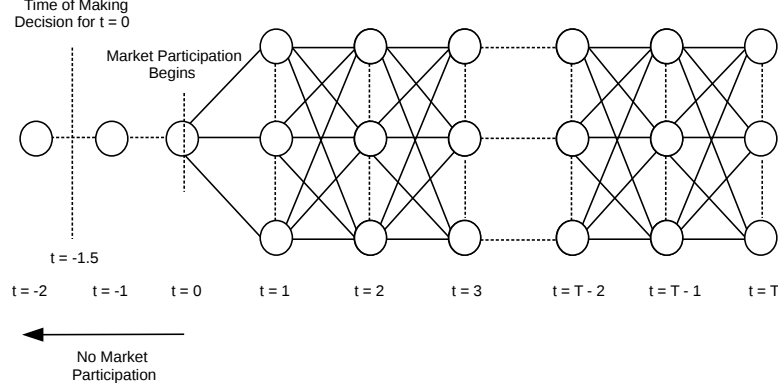 Time of Making
Decision for t = 0
Market Participation
Begins
t = -1.5
t = -2
t = -1
t = 0
t = 1
t = 2
t = 3
t = T - 2
t = T - 1
t = T
No Market
Participation